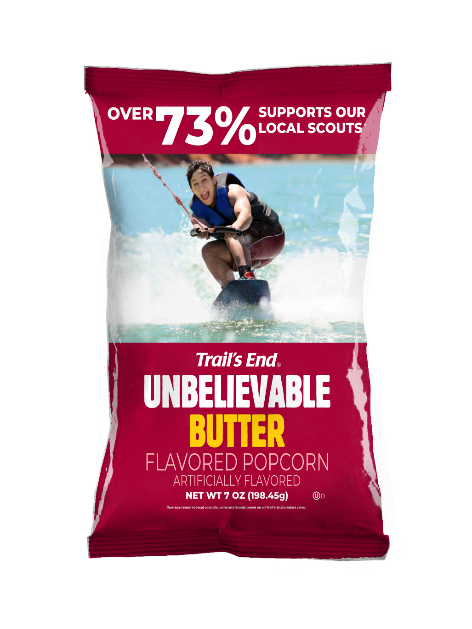 OVER 73% SUPPORTS OUR
LOCAL SCOUTS*
Trail's End®
UNBELIEVABLE
BUTTER
FLAVORED POPCORN
ARTIFICIALLY FLAVORED
NET WT 7 OZ (198.45g)